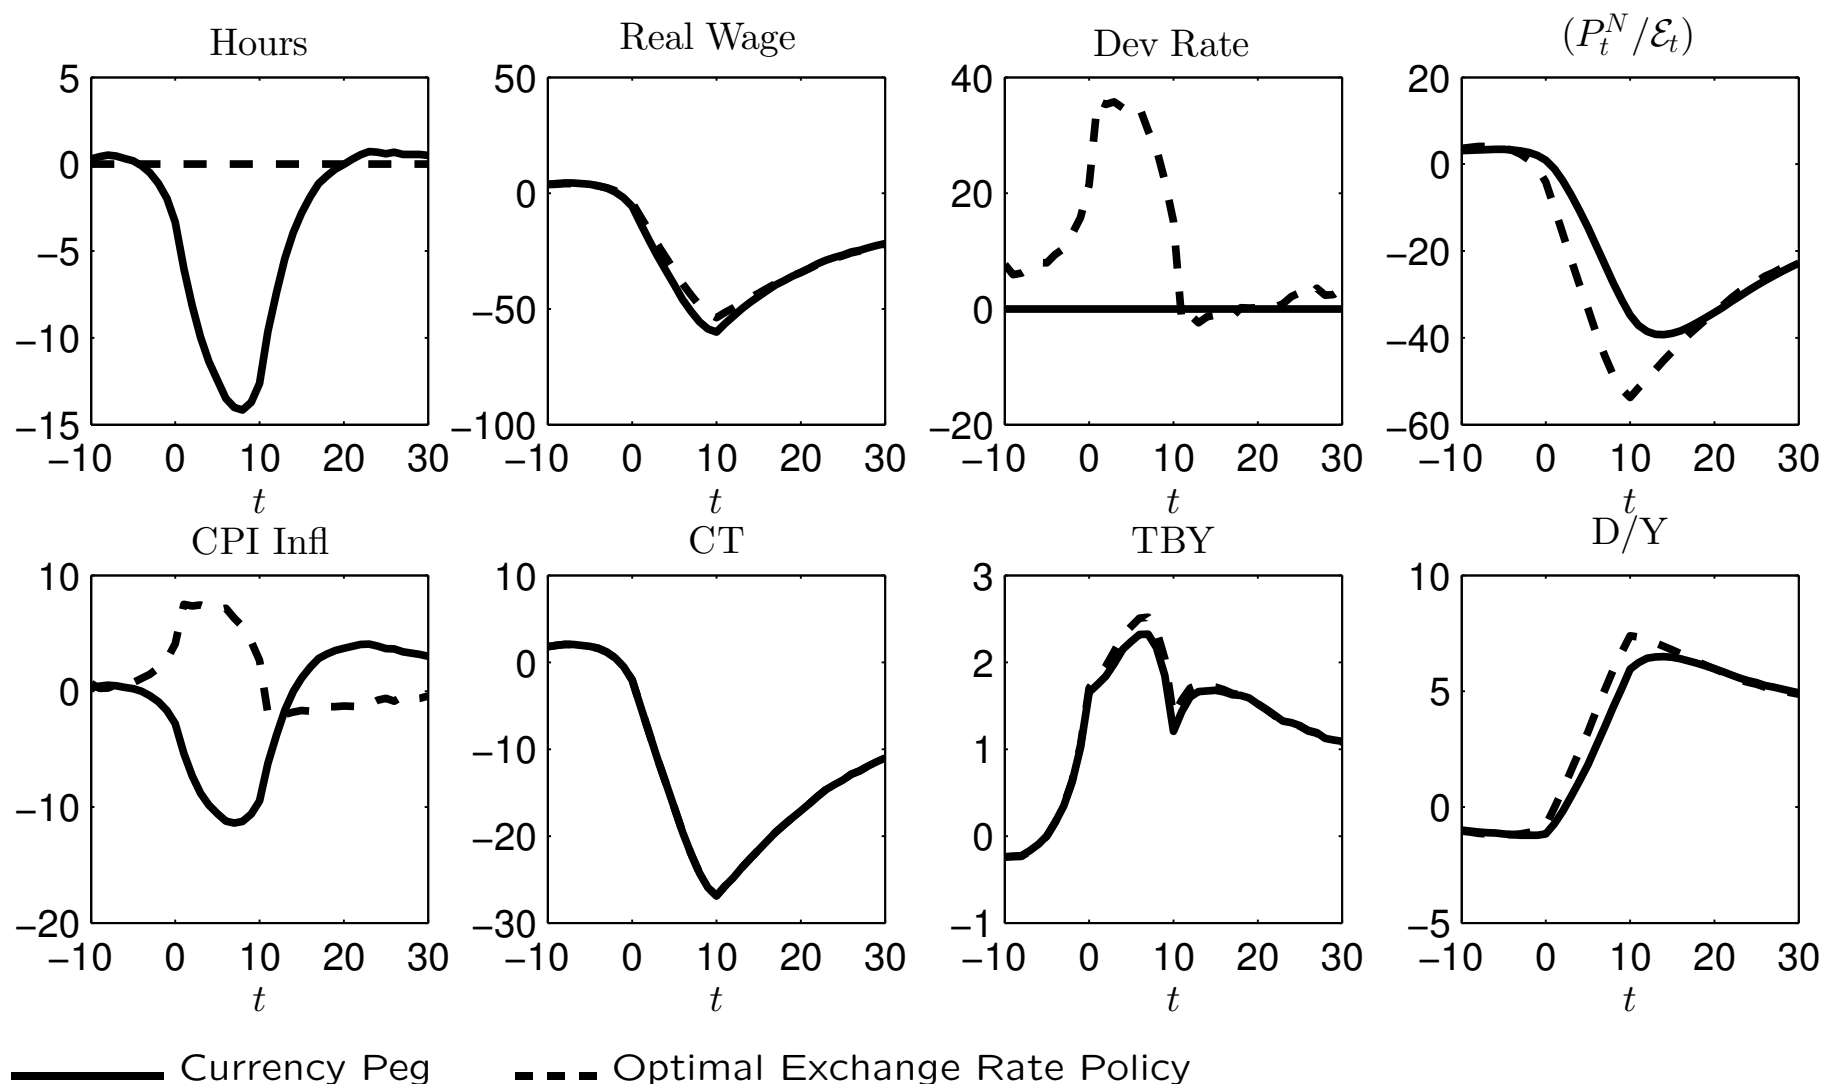 Hours
5
0
−5
−10
−15
−10 0 10 20 30
t
Real Wage
50
0
−50
−100
−10 0 10 20 30
t
Dev Rate
40
20
0
−20
−10 0 10 20 30
t
(P_t^N/ℰ_t)
20
0
−20
−40
−60
−10 0 10 20 30
t
CPI Infl
10
0
−10
−20
−10 0 10 20 30
t
CT
10
0
−10
−20
−30
−10 0 10 20 30
t
TBY
3
2
1
0
−1
−10 0 10 20 30
t
D/Y
10
5
0
−5
−10 0 10 20 30
t
Currency Peg Optimal Exchange Rate Policy